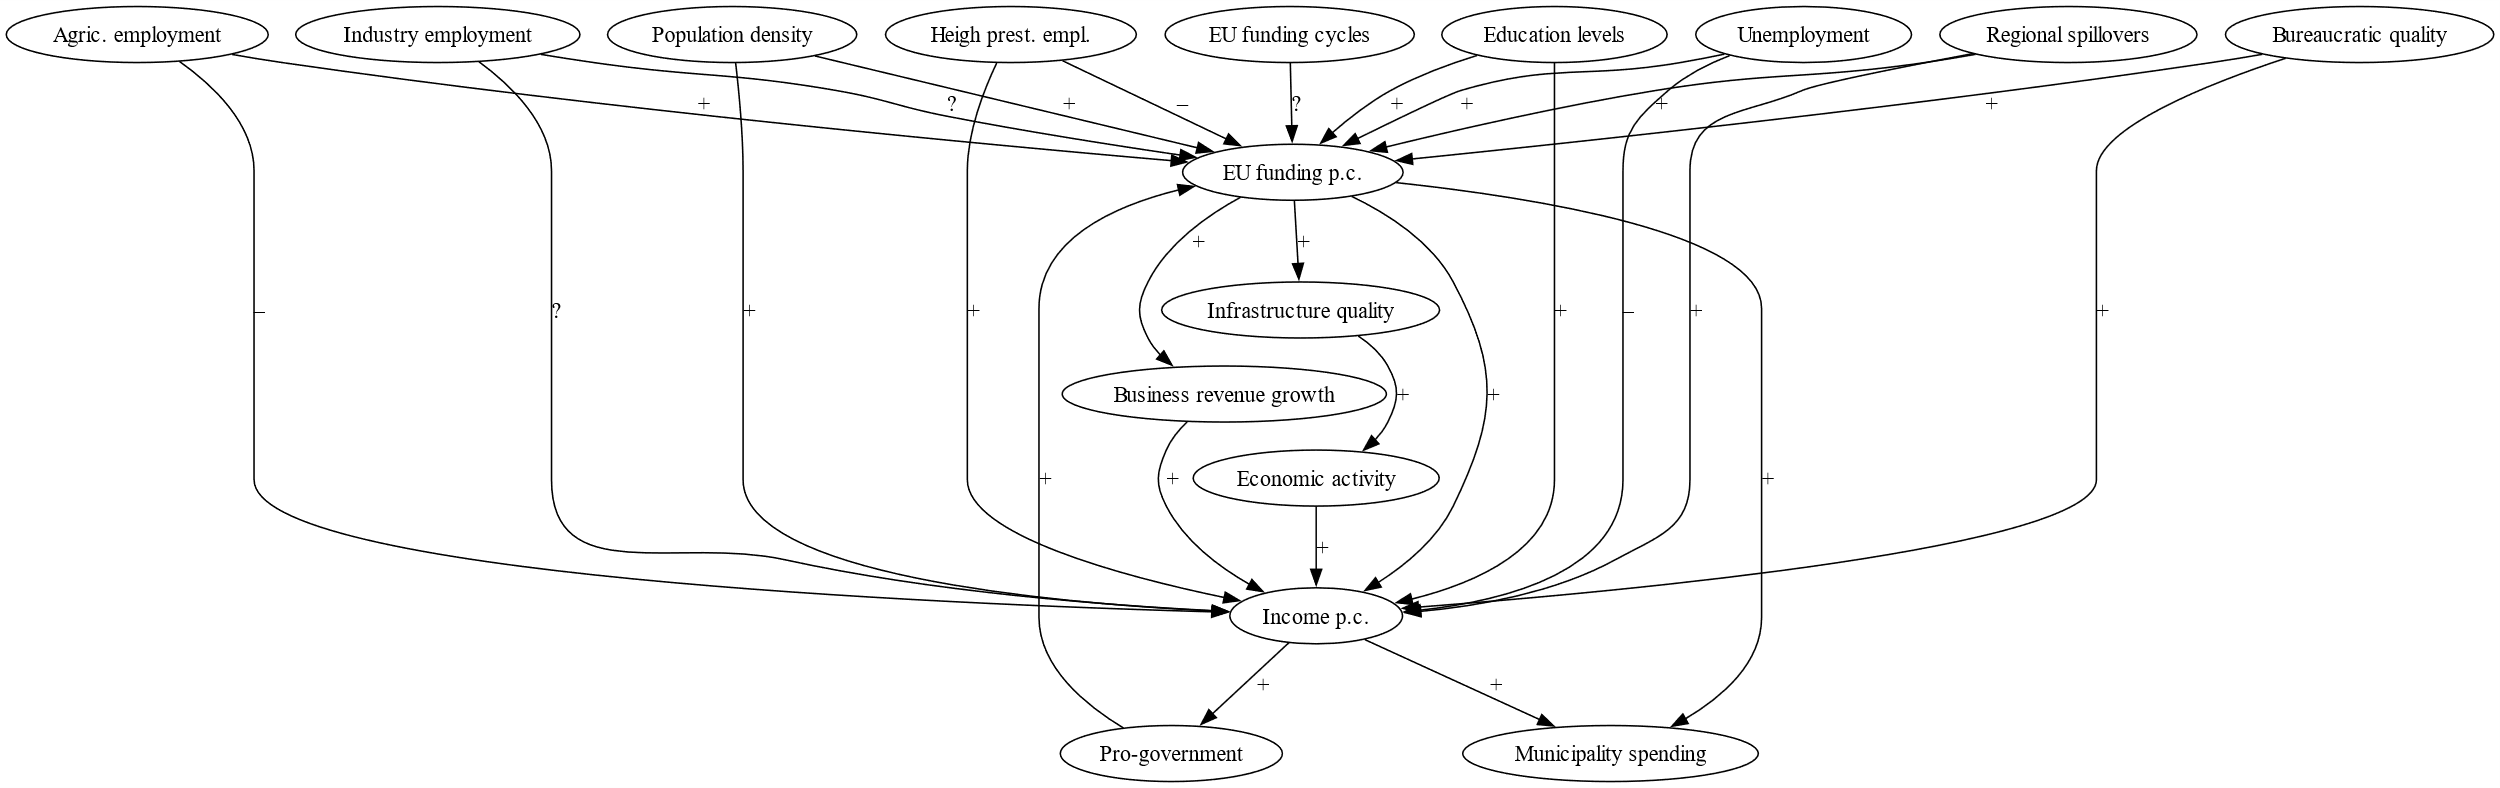 Agric. employment
Industry employment
Population density
Heigh prest. empl.
EU funding cycles
Education levels
Unemployment
Regional spillovers
Bureaucratic quality
+
?
+
–
?
+
+
+
+
EU funding p.c.
+
+
–
?
+
+
Infrastructure quality
+
–
+
+
Business revenue growth
+
+
+
+
Economic activity
+
+
Income p.c.
+
+
Pro-government
Municipality spending